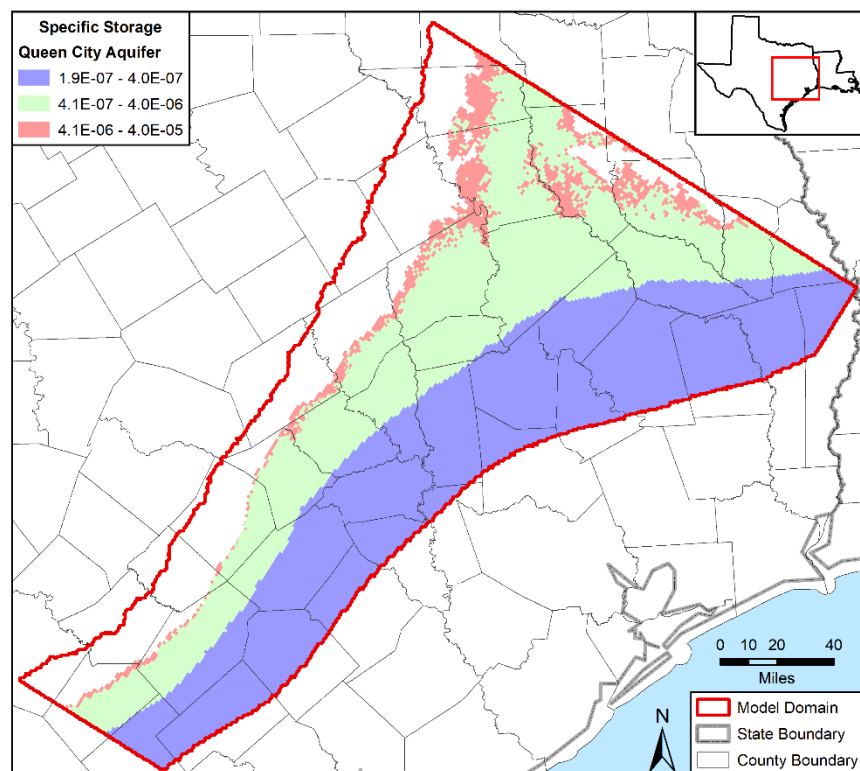 Specific Storage
Queen City Aquifer
1.9E-07 - 4.0E-07
4.1E-07 - 4.0E-06
4.1E-06 - 4.0E-05
0 10 20 40
Miles
N
Model Domain
State Boundary
County Boundary